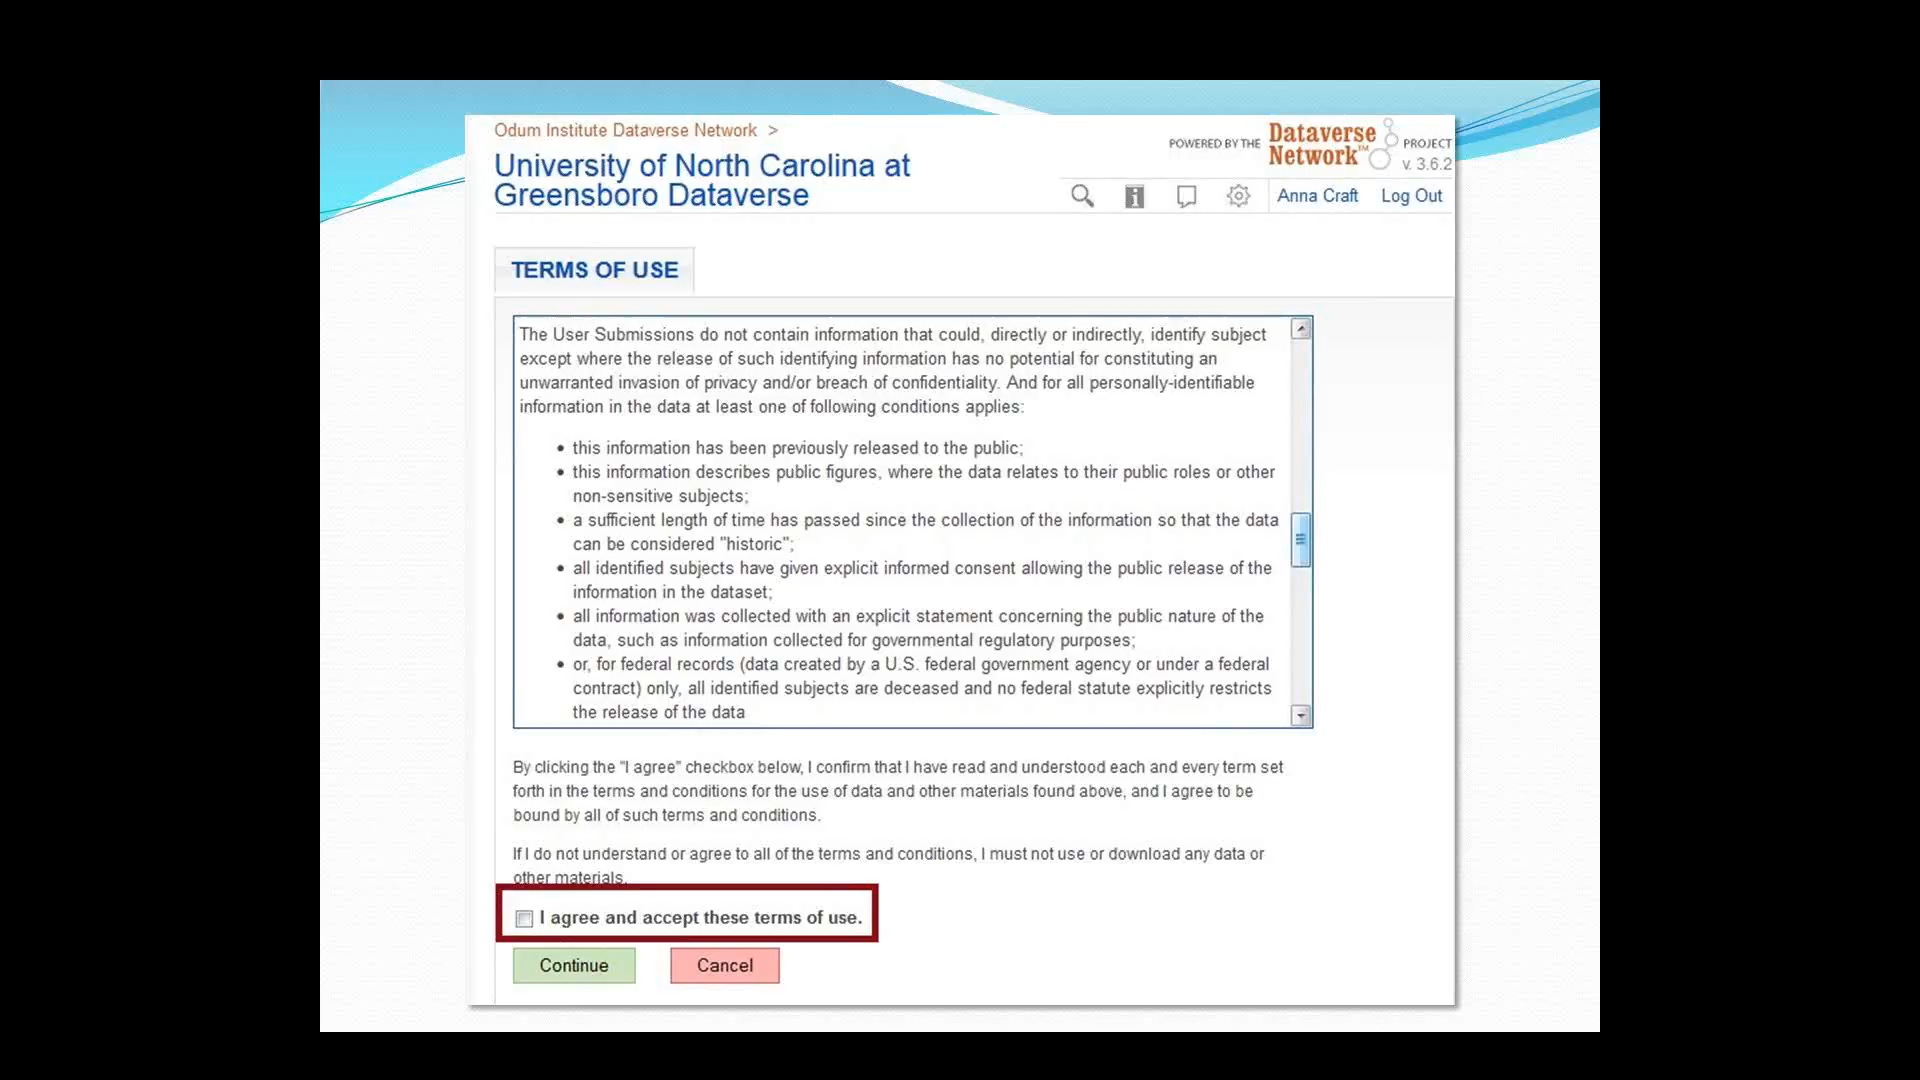 Odum Institute Dataverse Network >
University of North Carolina at
Greensboro Dataverse
POWERED BY THE Dataverse Network™ PROJECT
v. 3.6.2
Anna Craft Log Out
TERMS OF USE
The User Submissions do not contain information that could, directly or indirectly, identify subject
except where the release of such identifying information has no potential for constituting an
unwarranted invasion of privacy and/or breach of confidentiality. And for all personally-identifiable
information in the data at least one of following conditions applies:
• this information has been previously released to the public;
• this information describes public figures, where the data relates to their public roles or other
non-sensitive subjects;
• a sufficient length of time has passed since the collection of the information so that the data
can be considered "historic";
• all identified subjects have given explicit informed consent allowing the public release of the
information in the dataset;
• all information was collected with an explicit statement concerning the public nature of the
data, such as information collected for governmental regulatory purposes;
• or, for federal records (data created by a U.S. federal government agency or under a federal
contract) only, all identified subjects are deceased and no federal statute explicitly restricts
the release of the data
By clicking the "I agree" checkbox below, I confirm that I have read and understood each and every term set
forth in the terms and conditions for the use of data and other materials found above, and I agree to be
bound by all of such terms and conditions.
If I do not understand or agree to all of the terms and conditions, I must not use or download any data or
other materials.
I agree and accept these terms of use.
Continue Cancel